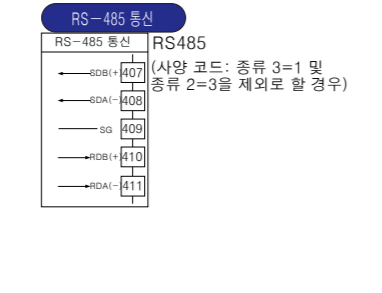 RS-485 통신
RS-485 통신 RS485
(사양 코드: 종류 3=1 및
종류 2=3을 제외로 할 경우)
SDB(+) 407
SDA(-) 408
SG 409
RDB(+) 410
RDA(-) 411